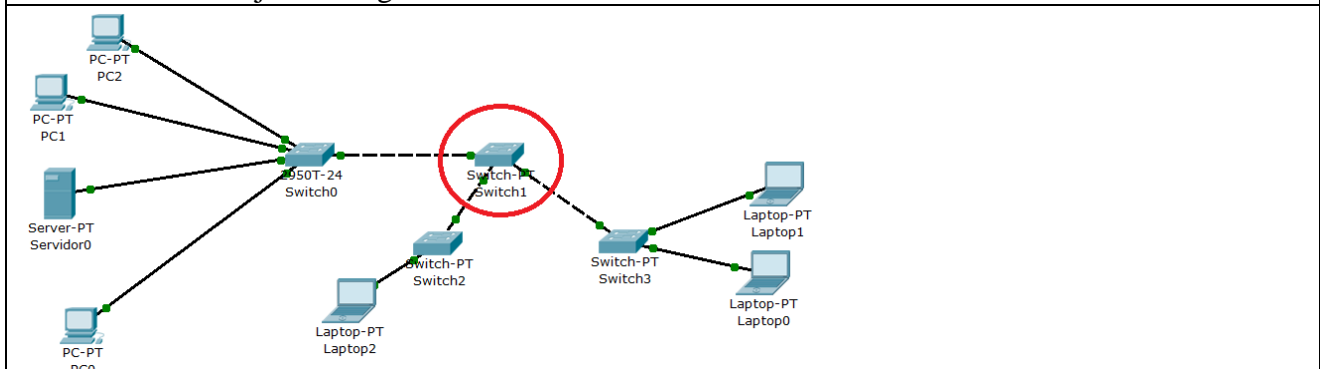 PC-PT
PC2
PC-PT
PC1
2950T-24
Switch0
Switch-PT
Switch1
Server-PT
Servidor0
Laptop-PT
Laptop1
Switch-PT
Switch2
Switch-PT
Switch3
Laptop-PT
Laptop0
Laptop-PT
Laptop2
PC-PT
PC0